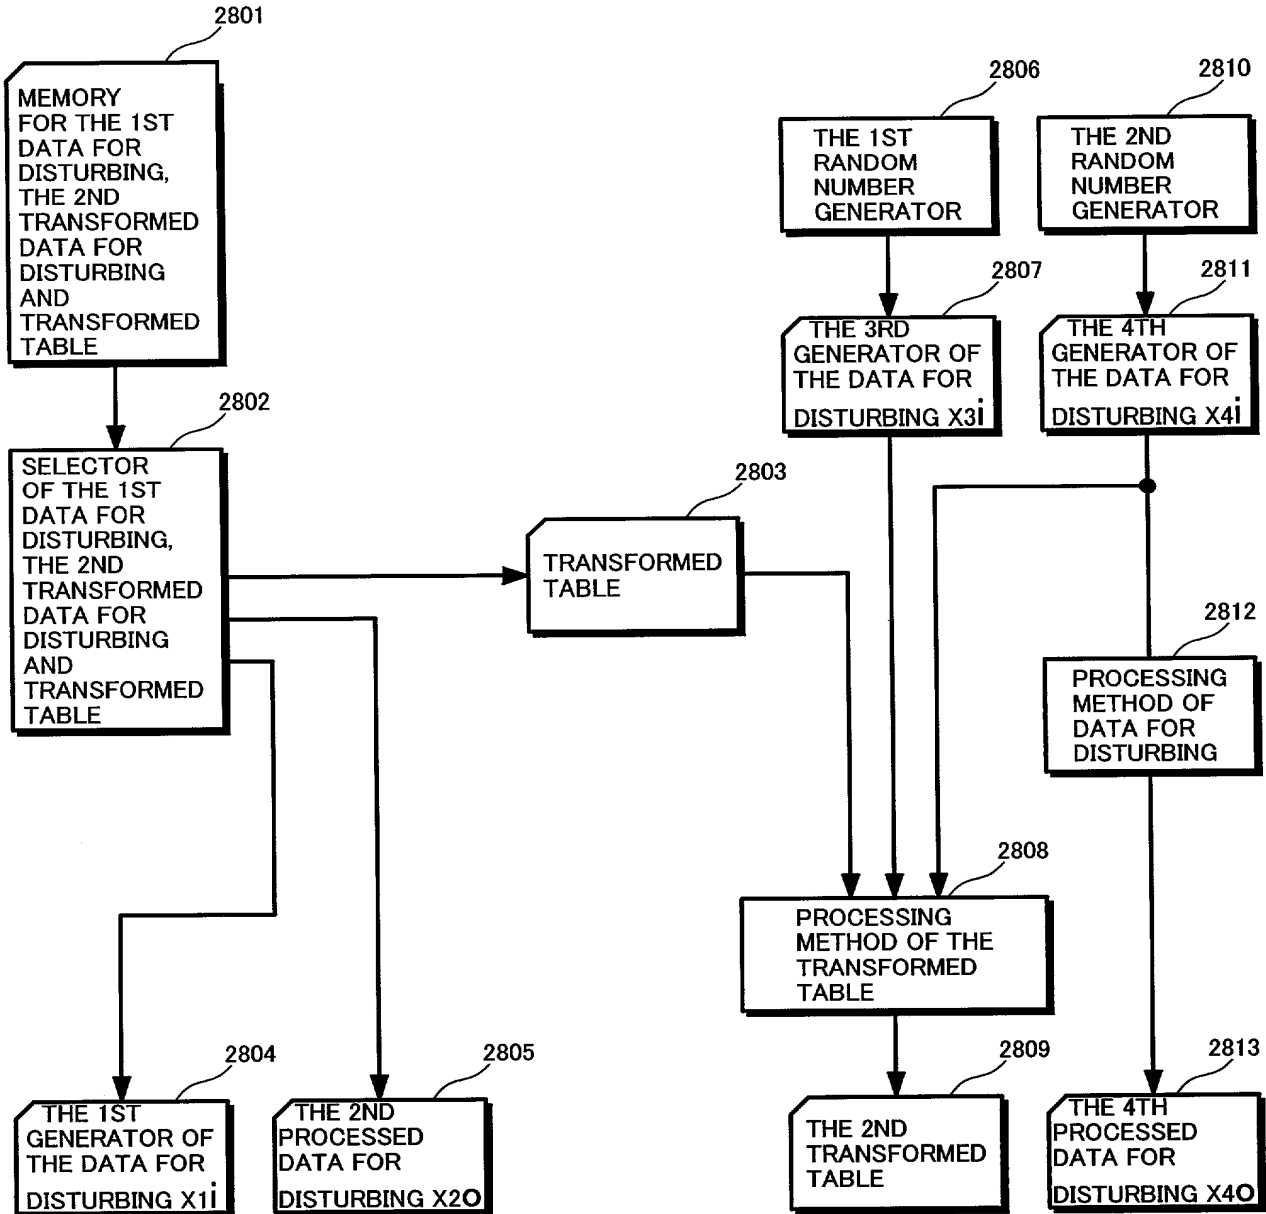 2801
MEMORY
FOR THE 1ST
DATA FOR
DISTURBING,
THE 2ND
TRANSFORMED
DATA FOR
DISTURBING
AND
TRANSFORMED
TABLE
2802
SELECTOR
OF THE 1ST
DATA FOR
DISTURBING,
THE 2ND
TRANSFORMED
DATA FOR
DISTURBING
AND
TRANSFORMED
TABLE
2803
TRANSFORMED
TABLE
2804
THE 1ST
GENERATOR OF
THE DATA FOR
DISTURBING X1i
2805
THE 2ND
PROCESSED
DATA FOR
DISTURBING X2o
2806
THE 1ST
RANDOM
NUMBER
GENERATOR
2807
THE 3RD
GENERATOR OF
THE DATA FOR
DISTURBING X3i
2808
PROCESSING
METHOD OF THE
TRANSFORMED
TABLE
2809
THE 2ND
TRANSFORMED
TABLE
2810
THE 2ND
RANDOM
NUMBER
GENERATOR
2811
THE 4TH
GENERATOR OF
THE DATA FOR
DISTURBING X4i
2812
PROCESSING
METHOD OF
DATA FOR
DISTURBING
2813
THE 4TH
PROCESSED
DATA FOR
DISTURBING X4o